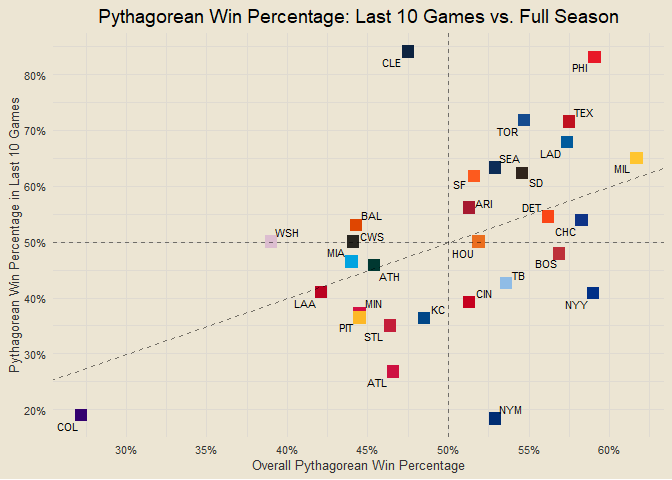 Pythagorean Win Percentage: Last 10 Games vs. Full Season
Pythagorean Win Percentage in Last 10 Games
80%
70%
60%
50%
40%
30%
20%
CLE
PHI
TEX
TOR
LAD
SEA
MIL
SD
SF
ARI
DET
BAL
CHC
WSH
CWS
HOU
MIA
BOS
ATH
TB
LAA
CIN
NYY
MIN
KC
PIT
STL
ATL
NYM
COL
30%
35%
40%
45%
50%
55%
60%
Overall Pythagorean Win Percentage